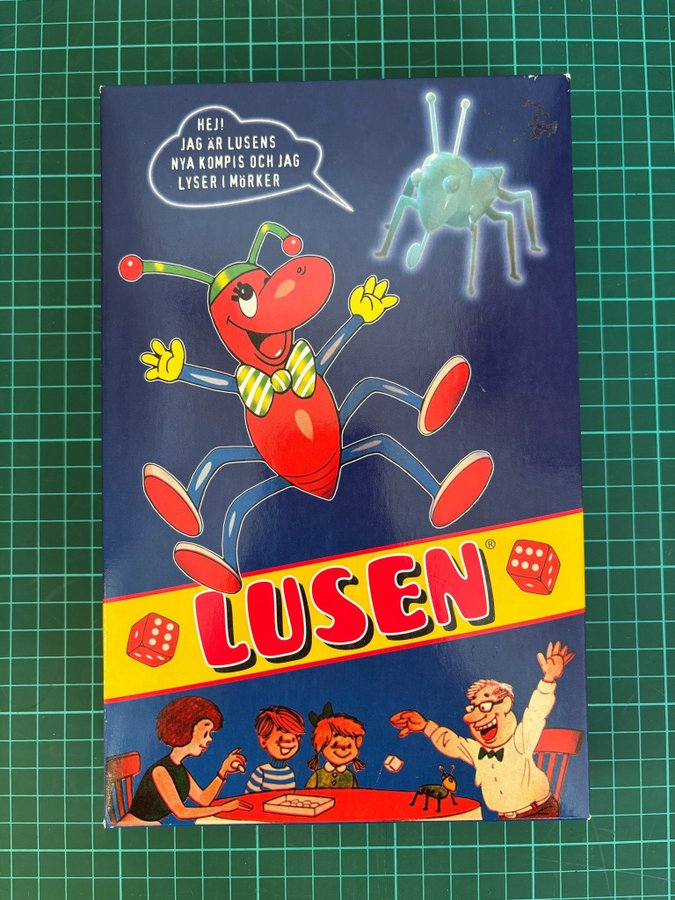 HEJ!
JAG ÄR LUSENS
NYA KOMPIS OCH JAG
LYSER I MÖRKER
LUSEN®